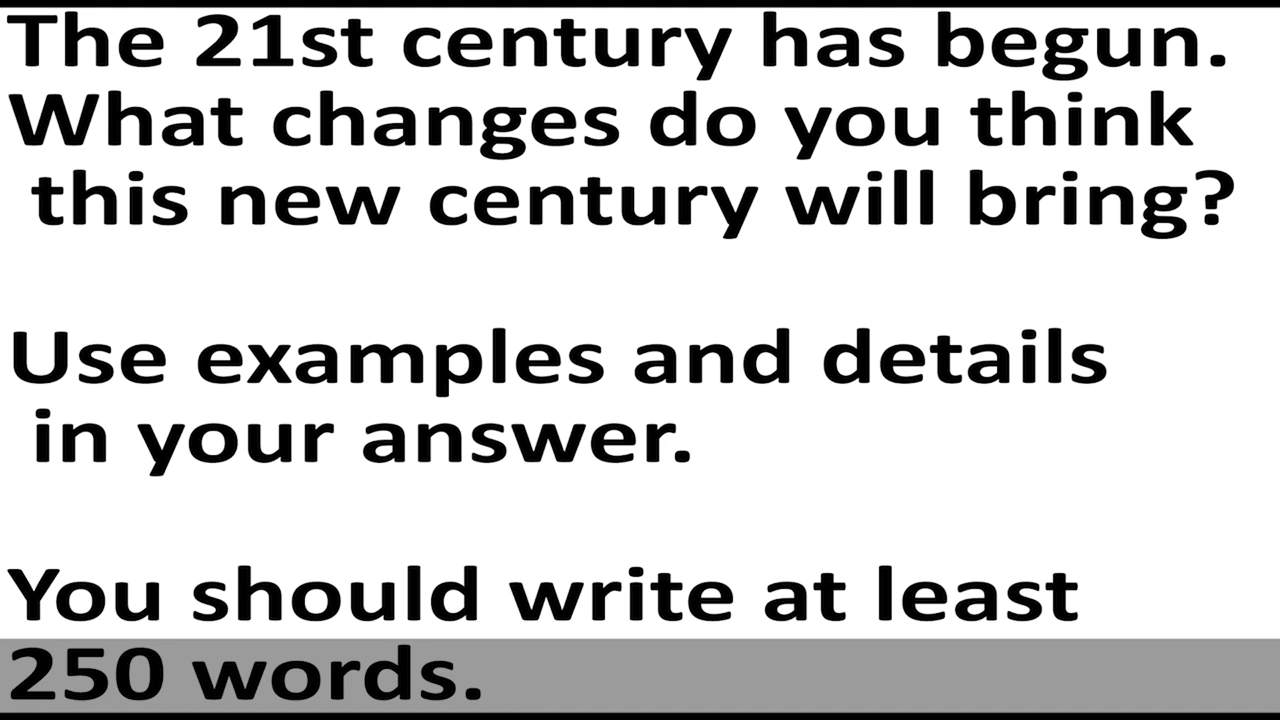 The 21st century has begun.
What changes do you think
this new century will bring?
Use examples and details
in your answer.
You should write at least
250 words.